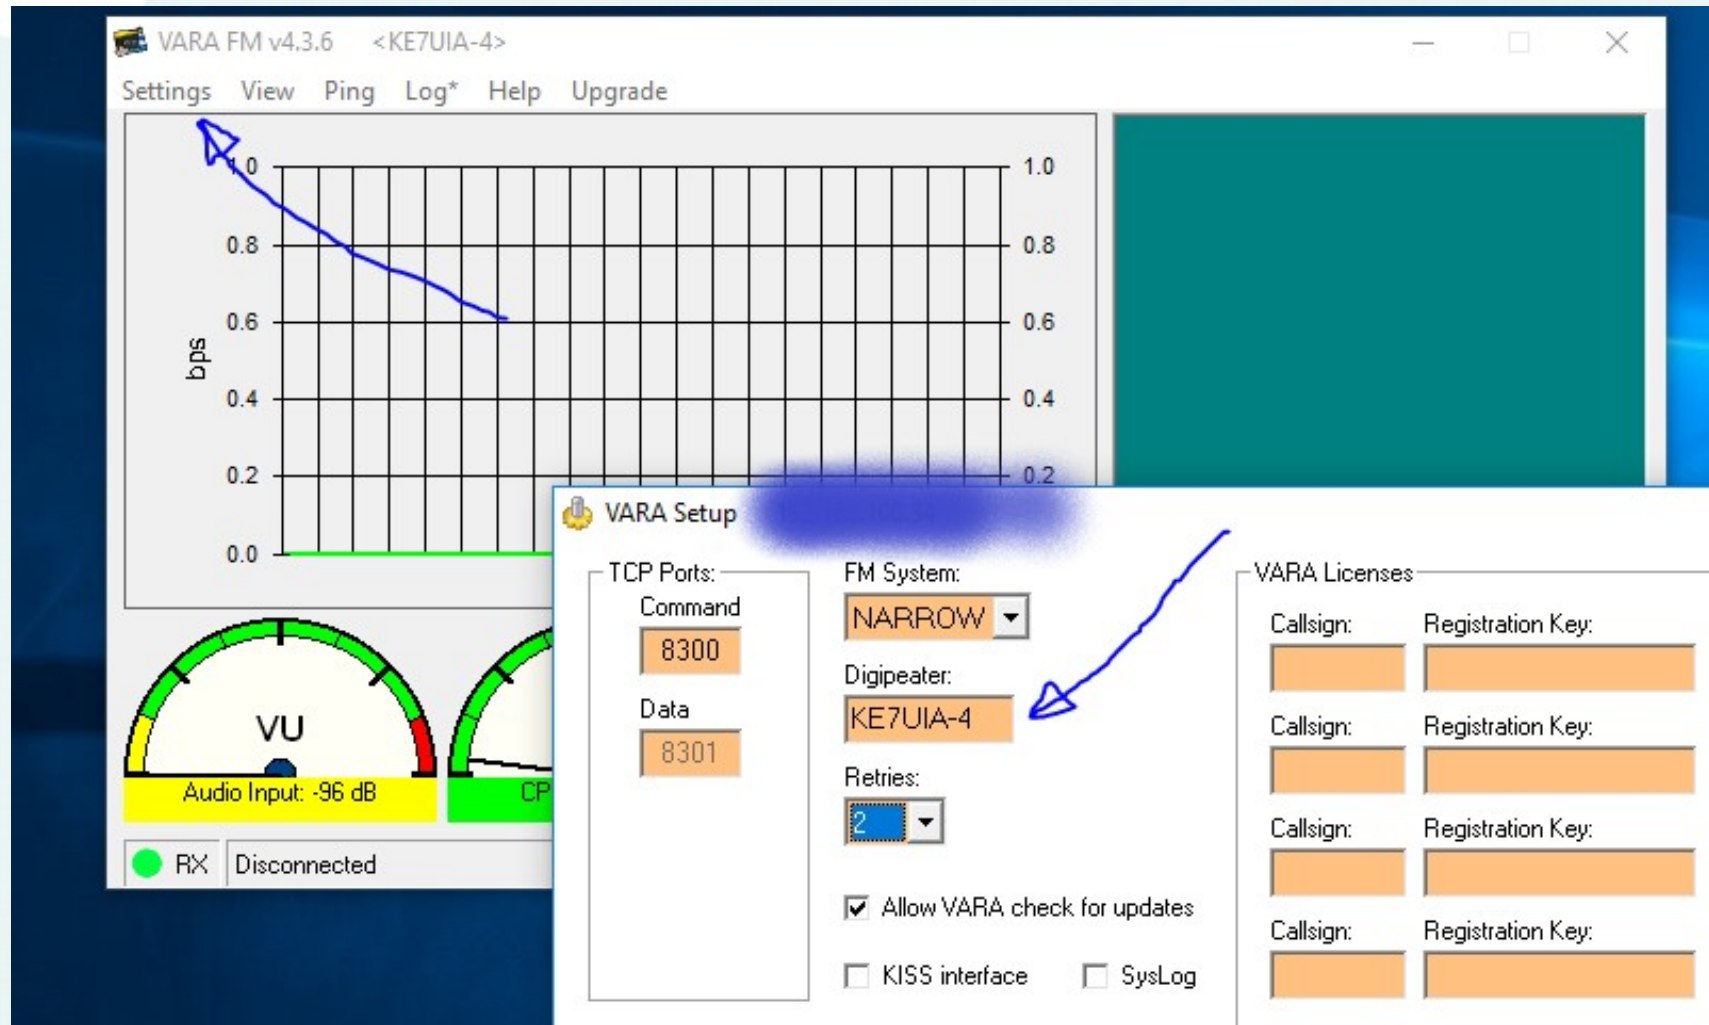 VARA FM v4.3.6 <KE7UIA-4>
Settings View Ping Log* Help Upgrade
1.0 1.0
0.8 0.8
0.6 0.6
bps
0.4 0.4
0.2 0.2
0.0
VU
Audio Input: -96 dB
CP
RX Disconnected
VARA Setup
TCP Ports:
Command
8300
Data
8301
FM System:
NARROW
Digipeater:
KE7UIA-4
Retries:
2
Allow VARA check for updates
KISS interface SysLog
VARA Licenses
Callsign: Registration Key:
Callsign: Registration Key:
Callsign: Registration Key:
Callsign: Registration Key: